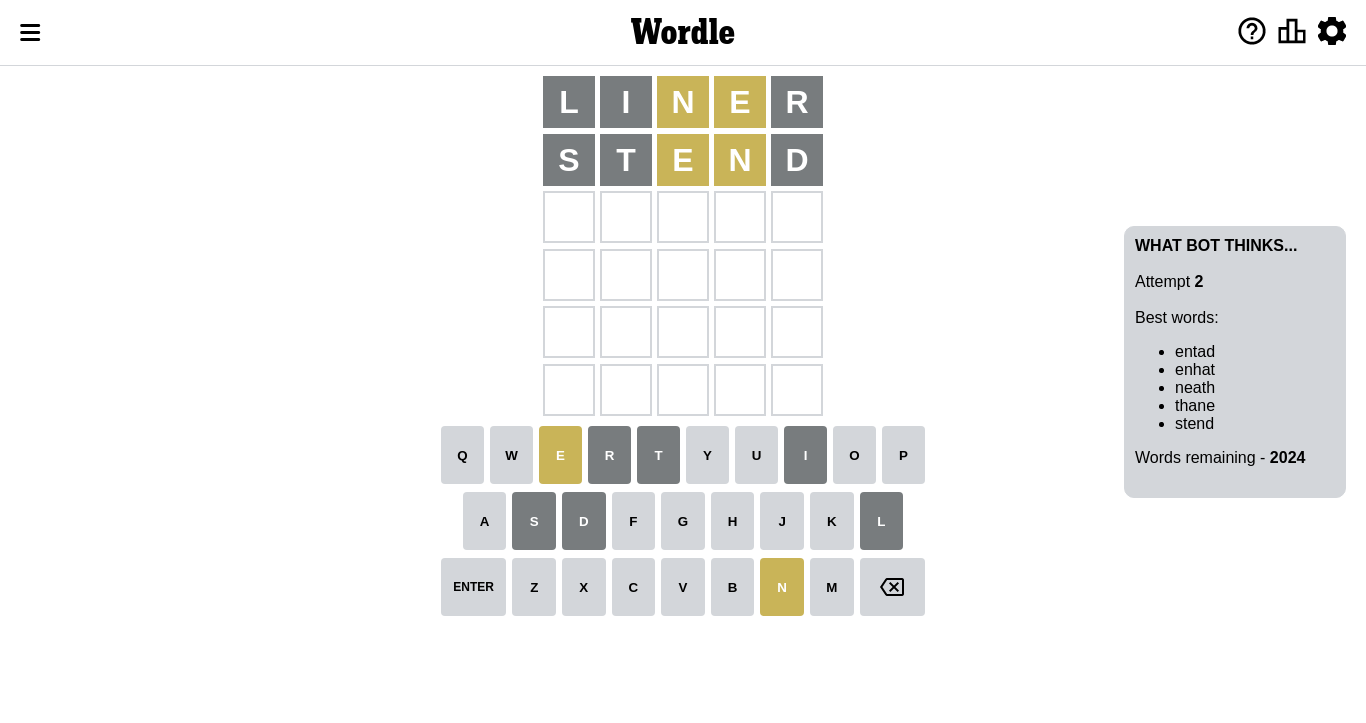 Wordle
L I N E R
S T E N D
WHAT BOT THINKS...
Attempt 2
Best words:
entad
enhat
neath
thane
stend
Words remaining - 2024
Q W E R T Y U I O P
A S D F G H J K L
ENTER Z X C V B N M